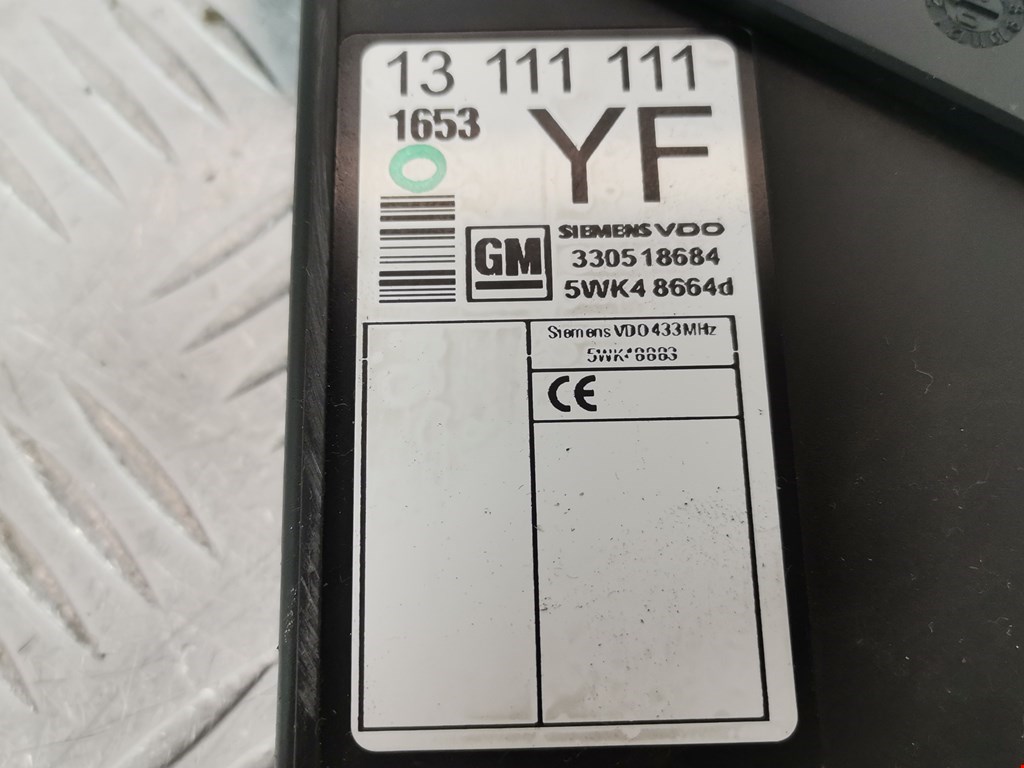 13 111 111
1653
YF
GM
SIEMENS VDO
330518684
5WK4 8664d
Siemens VDO 433MHz
CE